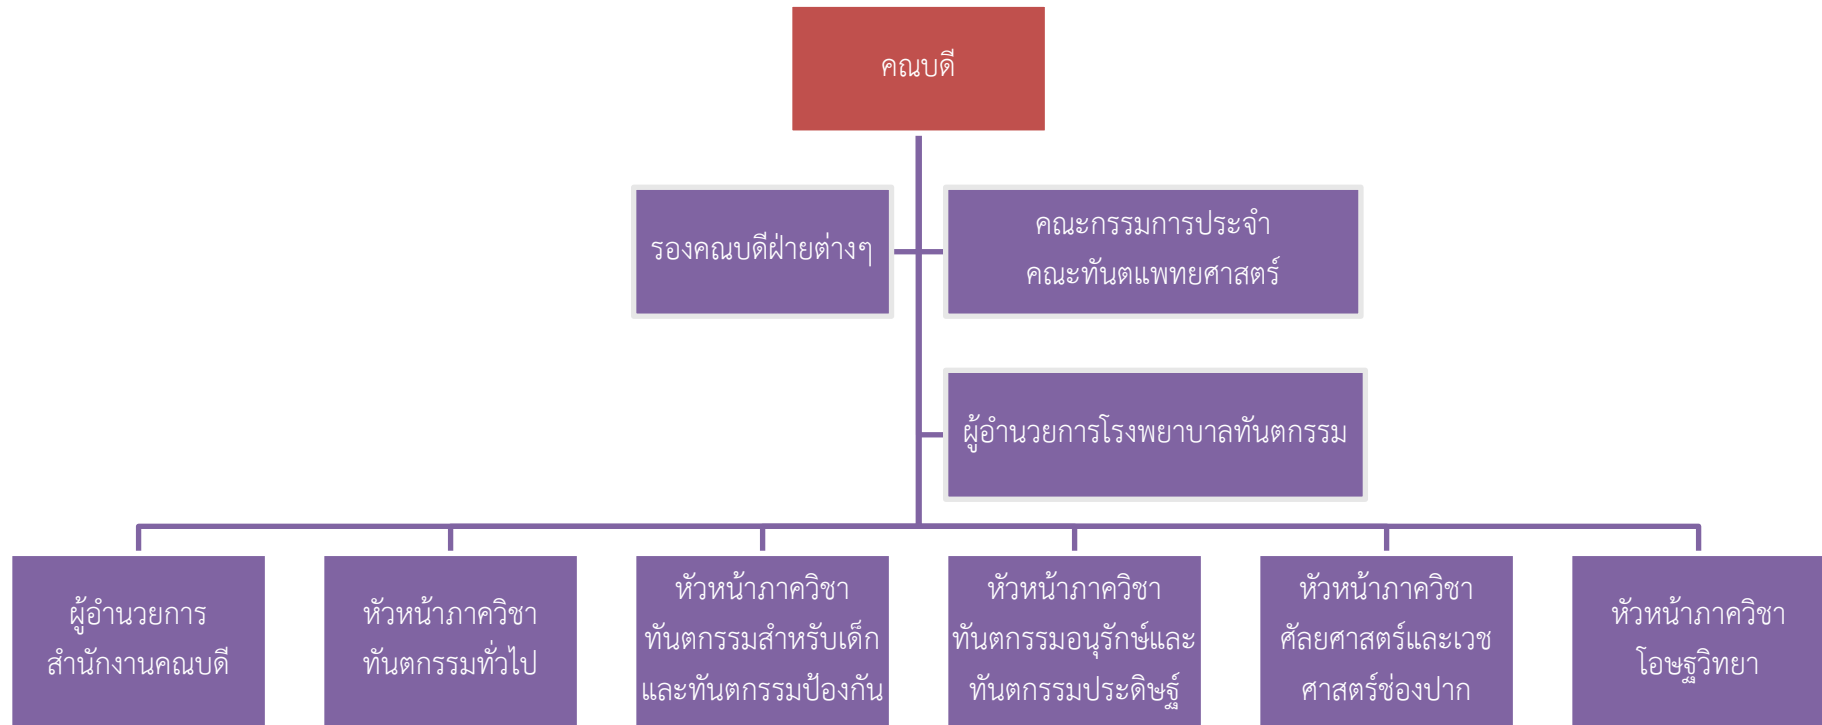 คณบดี
รองคณบดีฝ่ายต่างๆ
คณะกรรมการประจำ
คณะทันตแพทยศาสตร์
ผู้อำนวยการโรงพยาบาลทันตกรรม
ผู้อำนวยการ
สำนักงานคณบดี
หัวหน้าภาควิชา
ทันตกรรมทั่วไป
หัวหน้าภาควิชา
ทันตกรรมสำหรับเด็ก
และทันตกรรมป้องกัน
หัวหน้าภาควิชา
ทันตกรรมอนุรักษ์และ
ทันตกรรมประดิษฐ์
หัวหน้าภาควิชา
ศัลยศาสตร์และเวช
ศาสตร์ช่องปาก
หัวหน้าภาควิชา
โอษฐวิทยา